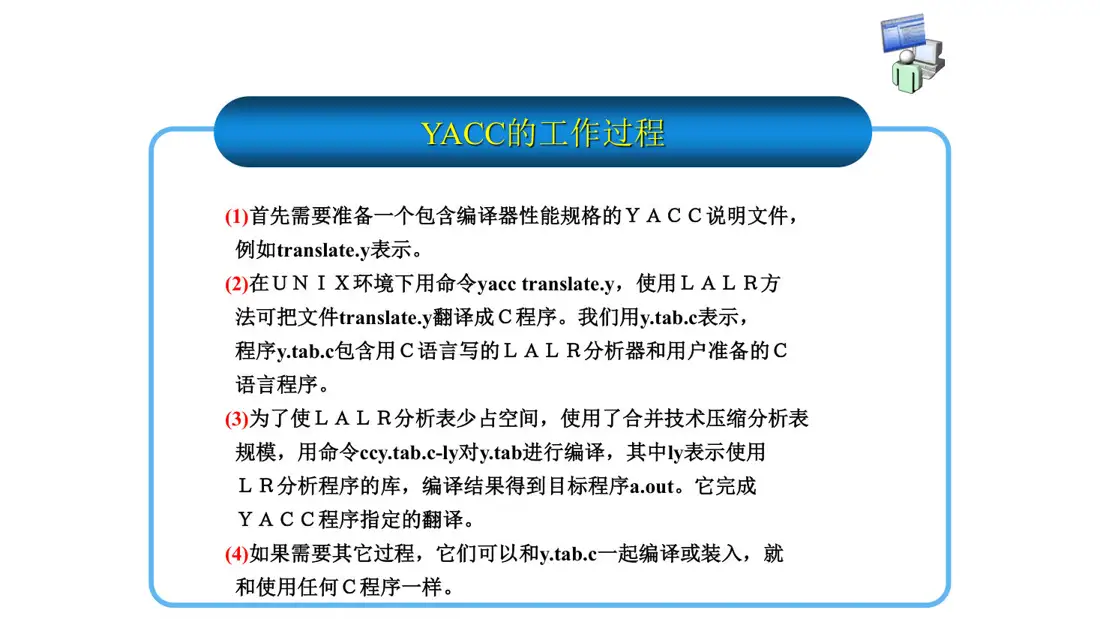 YACC的工作过程
(1)首先需要准备一个包含编译器性能规格的ＹＡＣＣ说明文件，
例如translate.y表示。
(2)在ＵＮＩＸ环境下用命令yacc translate.y，使用ＬＡＬＲ方
法可把文件translate.y翻译成Ｃ程序。我们用y.tab.c表示，
程序y.tab.c包含用Ｃ语言写的ＬＡＬＲ分析器和用户准备的Ｃ
语言程序。
(3)为了使ＬＡＬＲ分析表少占空间，使用了合并技术压缩分析表
规模，用命令ccy.tab.c-ly对y.tab进行编译，其中ly表示使用
ＬＲ分析程序的库，编译结果得到目标程序a.out。它完成
ＹＡＣＣ程序指定的翻译。
(4)如果需要其它过程，它们可以和y.tab.c一起编译或装入，就
和使用任何Ｃ程序一样。